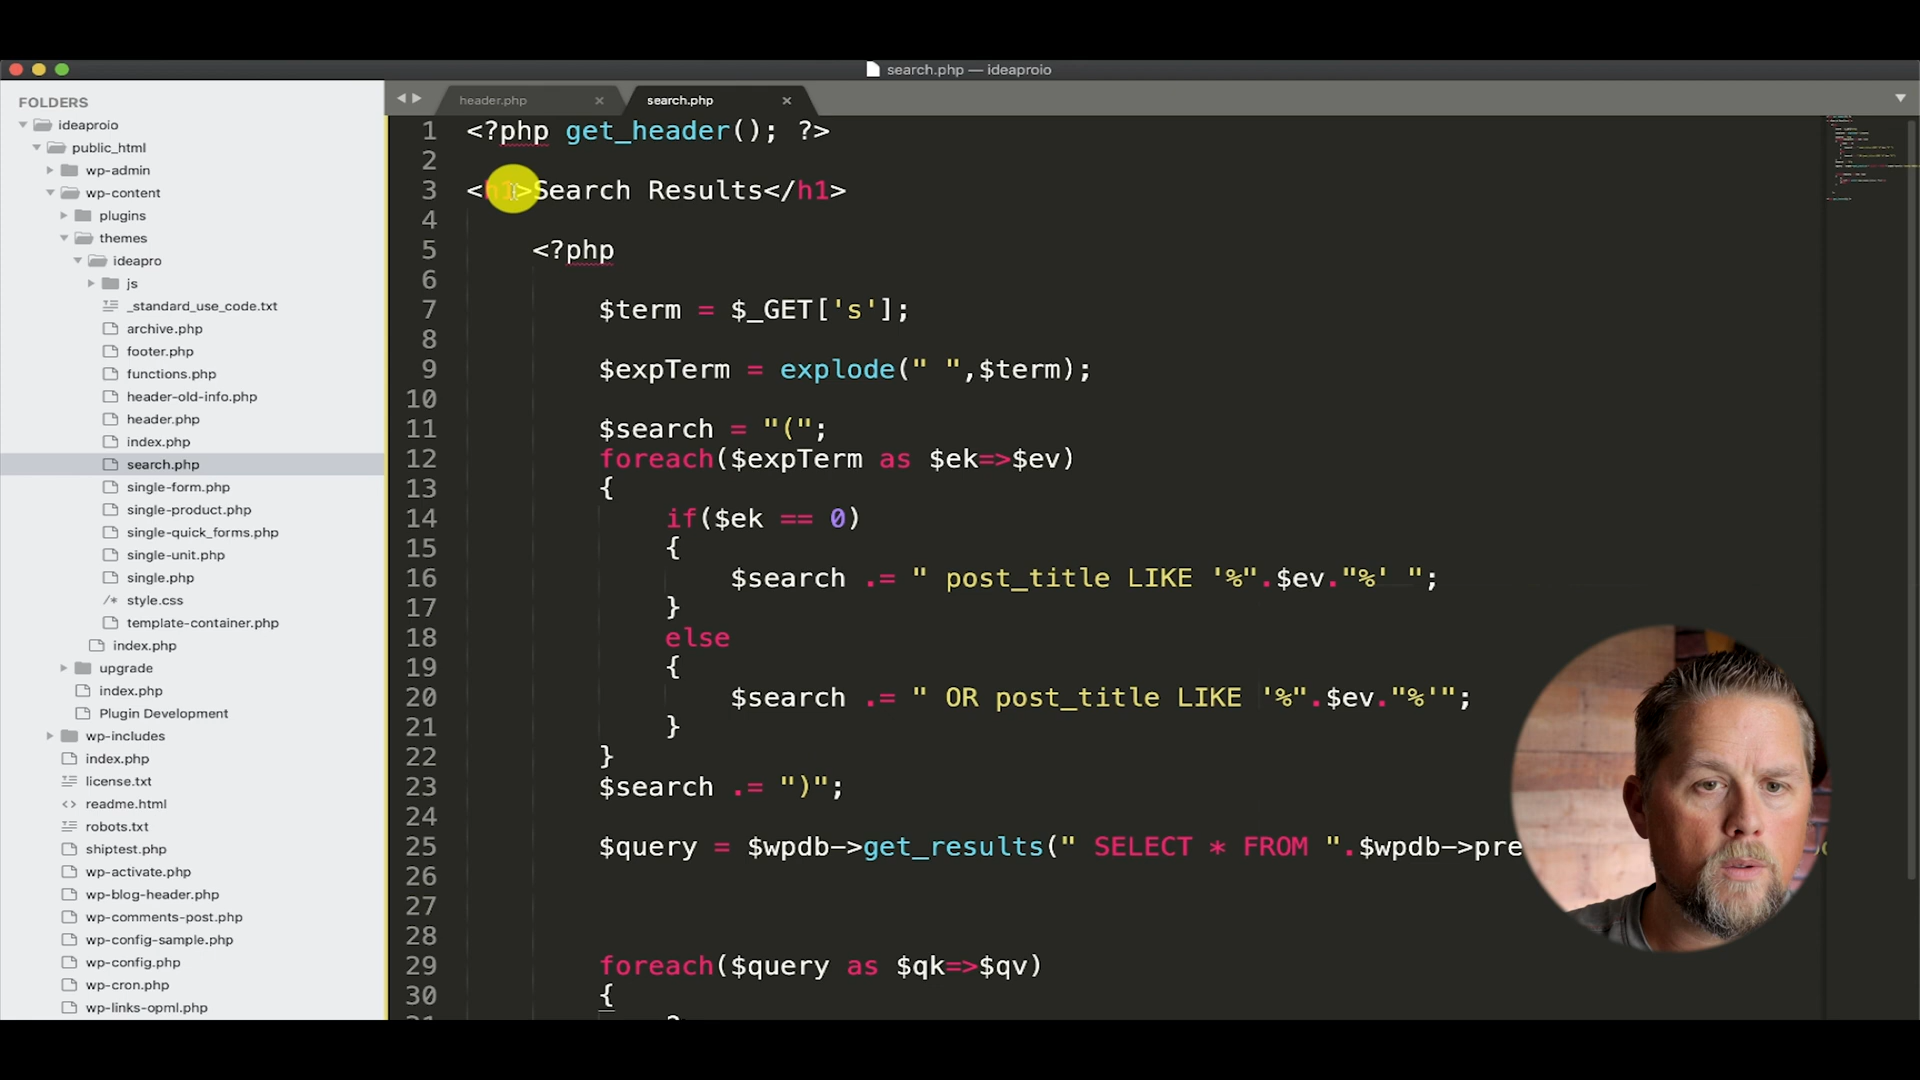 search.php — ideaproio
FOLDERS
ideaproio
public_html
wp-admin
wp-content
plugins
themes
ideapro
js
_standard_use_code.txt
archive.php
footer.php
functions.php
header-old-info.php
header.php
index.php
search.php
single-form.php
single-product.php
single-quick_forms.php
single-unit.php
single.php
/* style.css
template-container.php
index.php
upgrade
index.php
Plugin Development
wp-includes
index.php
license.txt
<> readme.html
robots.txt
shiptest.php
wp-activate.php
wp-blog-header.php
wp-comments-post.php
wp-config-sample.php
wp-config.php
wp-cron.php
wp-links-opml.php
header.php
search.php
1 <?php get_header(); ?>
2
3 <h1>Search Results</h1>
4
5 <?php
6
7 $term = $_GET['s'];
8
9 $expTerm = explode(" ",$term);
10
11 $search = "(";
12 foreach($expTerm as $ek=>$ev)
13 {
14 if($ek == 0)
15 {
16 $search .= " post_title LIKE '%".$ev."%' ";
17 }
18 else
19 {
20 $search .= " OR post_title LIKE '%".$ev."%'";
21 }
22 }
23 $search .= ")";
24
25 $query = $wpdb->get_results(" SELECT * FROM ".$wpdb->pre
26
27
28
29 foreach($query as $qk=>$qv)
30 {